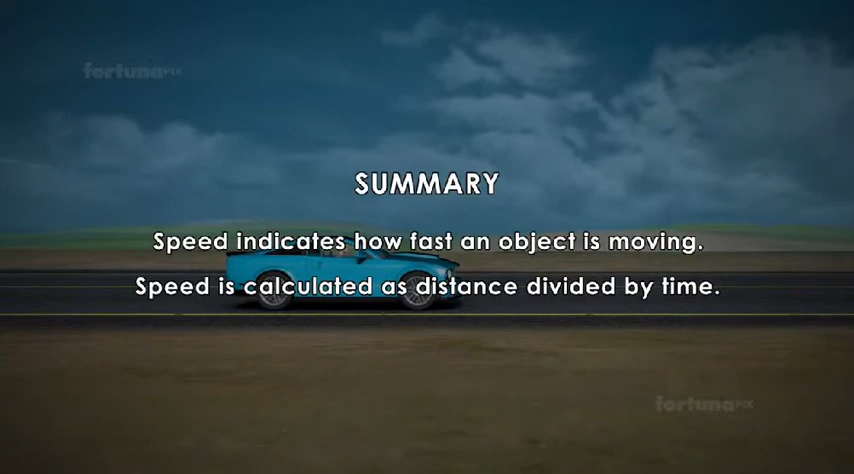 fortunaPIX
SUMMARY
Speed indicates how fast an object is moving.
Speed is calculated as distance divided by time.
fortunaPIX